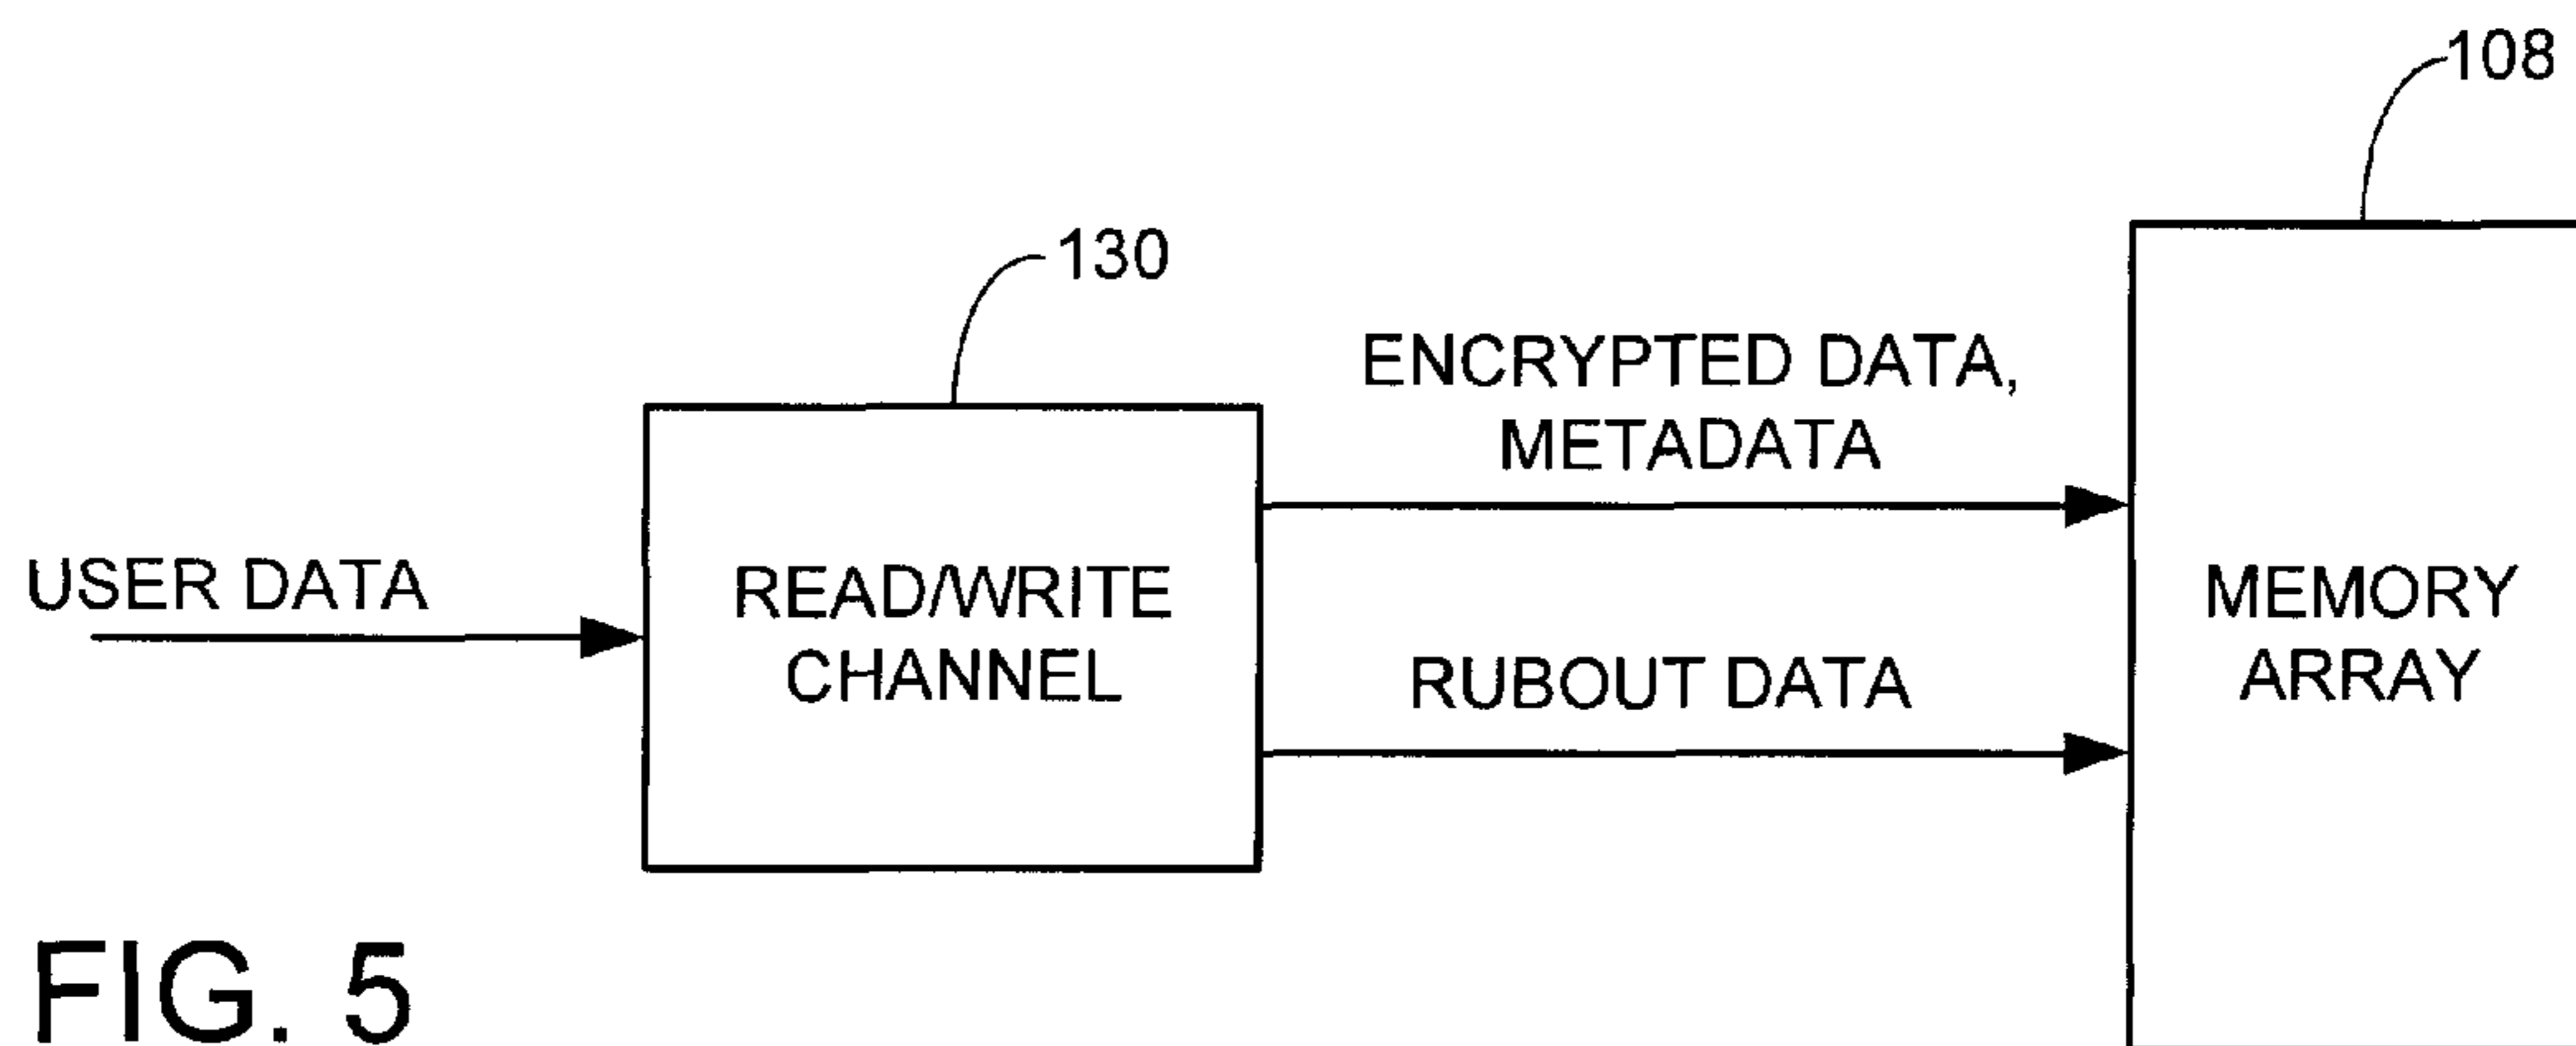 108
130
ENCRYPTED DATA,
METADATA
USER DATA
READ/WRITE
CHANNEL
RUBOUT DATA
MEMORY
ARRAY
FIG. 5